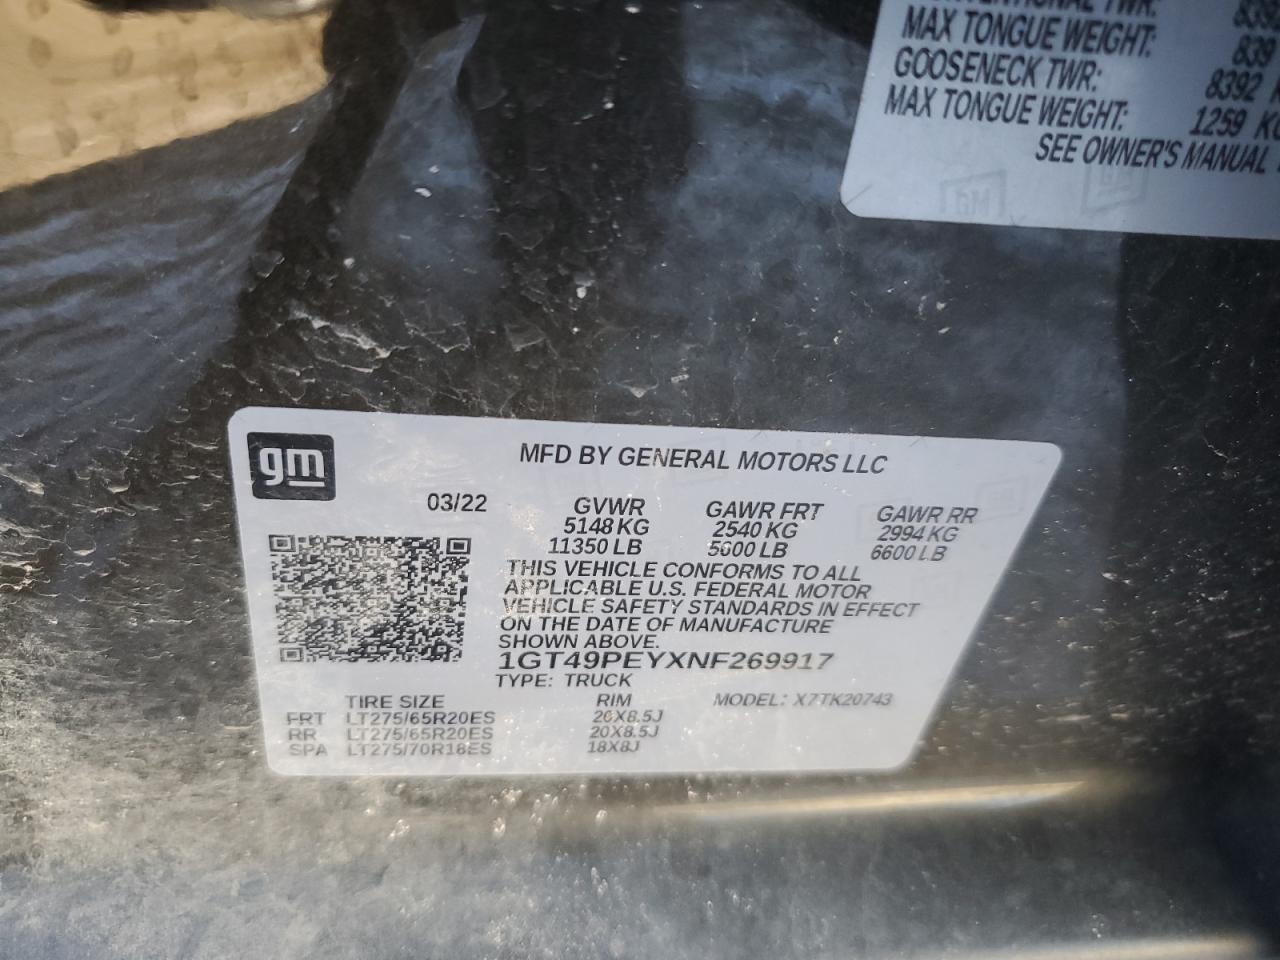 TWR:
MAX TONGUE WEIGHT:
GOOSENECK TWR: 8392
MAX TONGUE WEIGHT: 1259 KG
SEE OWNER'S MANUAL
GM
gm
MFD BY GENERAL MOTORS LLC
03/22 GVWR GAWR FRT GAWR RR
5148 KG 2540 KG 2994 KG
11350 LB 5600 LB 6600 LB
THIS VEHICLE CONFORMS TO ALL
APPLICABLE U.S. FEDERAL MOTOR
VEHICLE SAFETY STANDARDS IN EFFECT
ON THE DATE OF MANUFACTURE
SHOWN ABOVE.
1GT49PEYXNF269917
TYPE: TRUCK
TIRE SIZE RIM MODEL: X7TK20743
FRT LT275/65R20ES 20X8.5J
RR LT275/65R20ES 20X8.5J
SPA LT275/70R18ES 18X8J